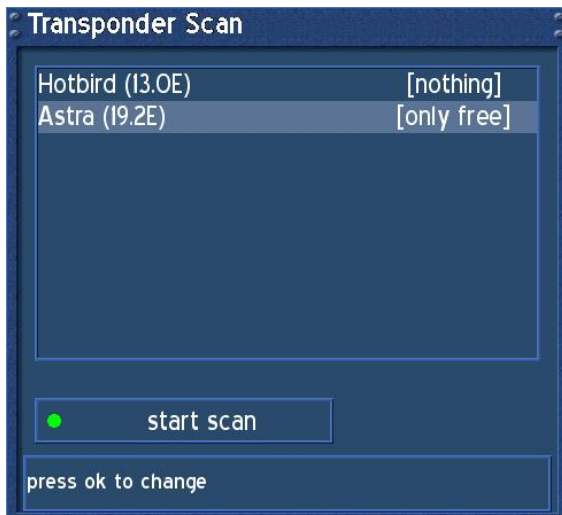 Transponder Scan
Hotbird (13.0E) [nothing]
Astra (19.2E) [only free]
start scan
press ok to change